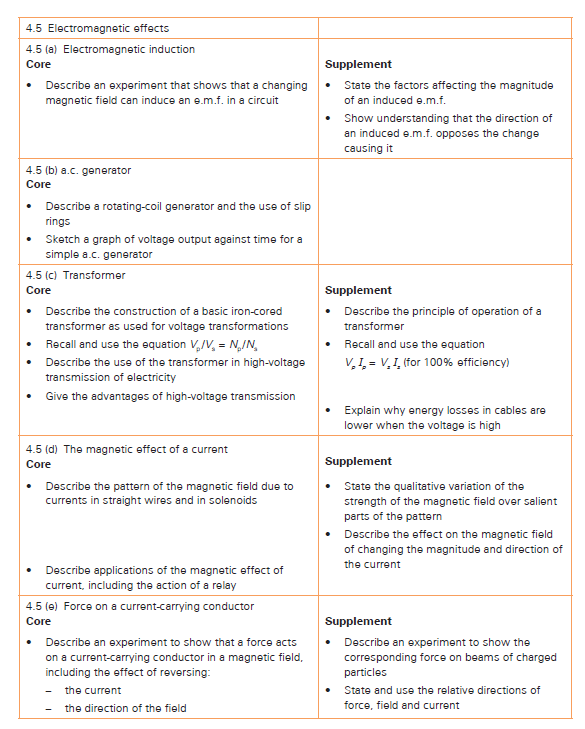 4.5 Electromagnetic effects
4.5 (a) Electromagnetic induction
Core
• Describe an experiment that shows that a changing
magnetic field can induce an e.m.f. in a circuit
Supplement
• State the factors affecting the magnitude
of an induced e.m.f.
• Show understanding that the direction of
an induced e.m.f. opposes the change
causing it
4.5 (b) a.c. generator
Core
• Describe a rotating-coil generator and the use of slip
rings
• Sketch a graph of voltage output against time for a
simple a.c. generator
4.5 (c) Transformer
Core
• Describe the construction of a basic iron-cored
transformer as used for voltage transformations
• Recall and use the equation Vₚ/Vₛ = Nₚ/Nₛ
• Describe the use of the transformer in high-voltage
transmission of electricity
• Give the advantages of high-voltage transmission
Supplement
• Describe the principle of operation of a
transformer
• Recall and use the equation
Vₚ Iₚ = Vₛ Iₛ (for 100% efficiency)
• Explain why energy losses in cables are
lower when the voltage is high
4.5 (d) The magnetic effect of a current
Core
• Describe the pattern of the magnetic field due to
currents in straight wires and in solenoids
• Describe applications of the magnetic effect of
current, including the action of a relay
Supplement
• State the qualitative variation of the
strength of the magnetic field over salient
parts of the pattern
• Describe the effect on the magnetic field
of changing the magnitude and direction of
the current
4.5 (e) Force on a current-carrying conductor
Core
• Describe an experiment to show that a force acts
on a current-carrying conductor in a magnetic field,
including the effect of reversing:
– the current
– the direction of the field
Supplement
• Describe an experiment to show the
corresponding force on beams of charged
particles
• State and use the relative directions of
force, field and current